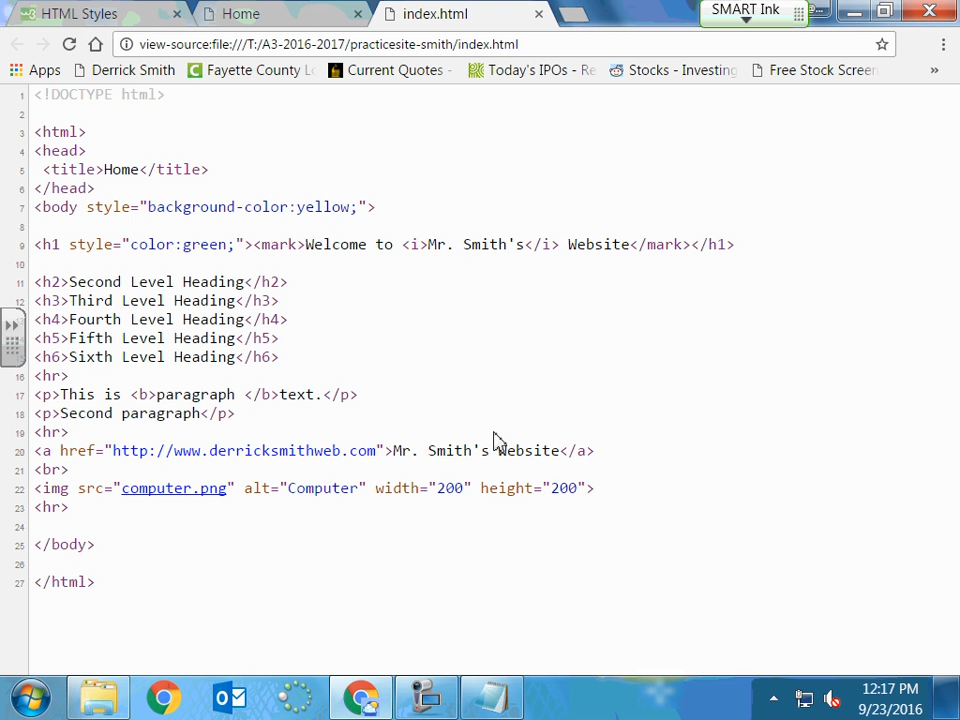 HTML Styles
Home
index.html
SMART Ink
view-source:file:///T:/A3-2016-2017/practicesite-smith/index.html
Apps Derrick Smith Fayette County Lo Current Quotes - Today's IPOs - Re Stocks - Investing Free Stock Screen »
1 <!DOCTYPE html>
2
3 <html>
4 <head>
5 <title>Home</title>
6 </head>
7 <body style="background-color:yellow;">
8
9 <h1 style="color:green;"><mark>Welcome to <i>Mr. Smith's</i> Website</mark></h1>
10
11 <h2>Second Level Heading</h2>
12 <h3>Third Level Heading</h3>
<h4>Fourth Level Heading</h4>
<h5>Fifth Level Heading</h5>
<h6>Sixth Level Heading</h6>
16 <hr>
17 <p>This is <b>paragraph </b>text.</p>
18 <p>Second paragraph</p>
19 <hr>
20 <a href="http://www.derricksmithweb.com">Mr. Smith's Website</a>
21 <br>
22 <img src="computer.png" alt="Computer" width="200" height="200">
23 <hr>
24
25 </body>
26
27 </html>
12:17 PM
9/23/2016